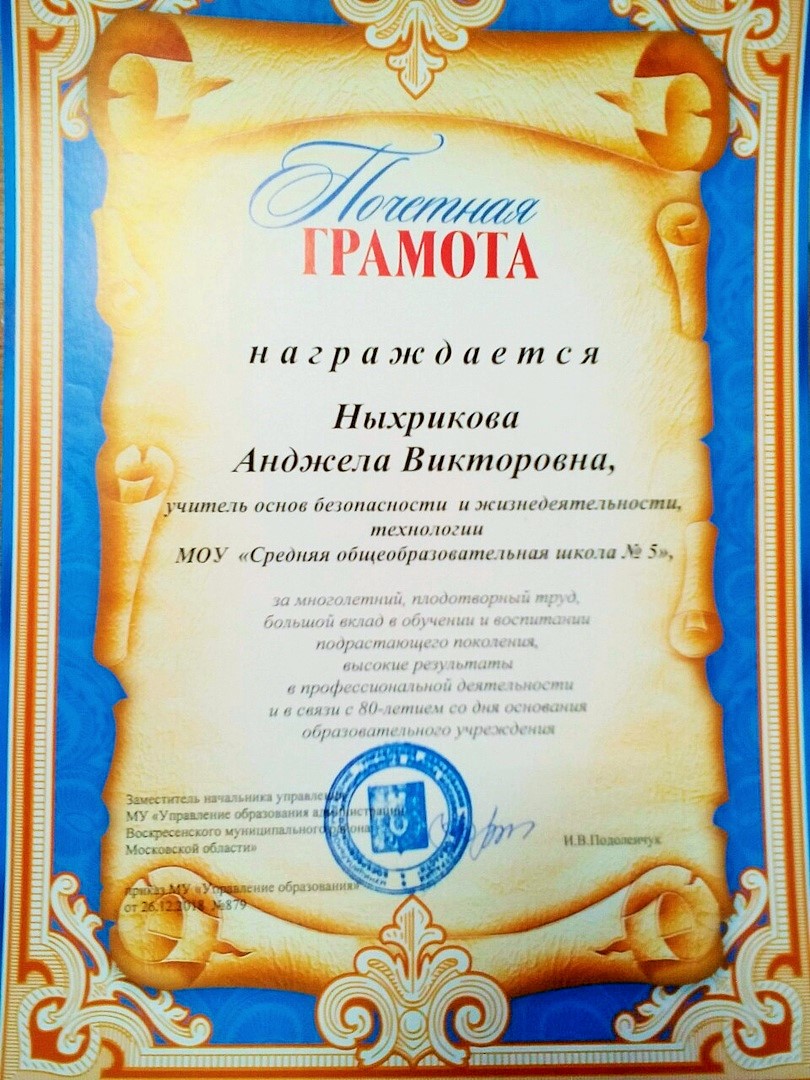 Почетная
ГРАМОТА
награждается
Ныхрикова
Анджела Викторовна,
учитель основ безопасности и жизнедеятельности,
технологии
МОУ «Средняя общеобразовательная школа № 5»,
за многолетний, плодотворный труд,
большой вклад в обучении и воспитании
подрастающего поколения,
высокие результаты
в профессиональной деятельности
и в связи с 80-летием со дня основания
образовательного учреждения
Заместитель начальника управления
МУ «Управление образования администрации
Воскресенского муниципального района
Московской области»
И.В.Подоленчук
приказ МУ «Управление образования»
от 26.12.2018 №879